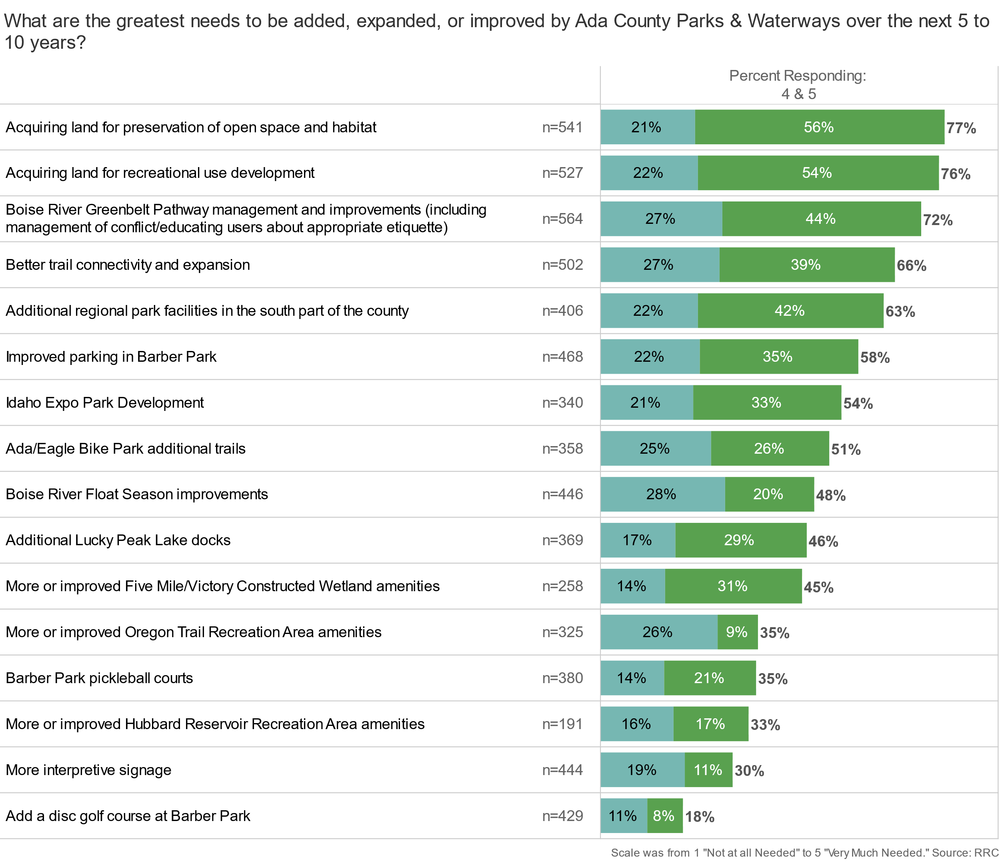 What are the greatest needs to be added, expanded, or improved by Ada County Parks & Waterways over the next 5 to
10 years?
Percent Responding:
4 & 5
Acquiring land for preservation of open space and habitat n=541 21% 56% 77%
Acquiring land for recreational use development n=527 22% 54% 76%
Boise River Greenbelt Pathway management and improvements (including
management of conflict/educating users about appropriate etiquette) n=564 27% 44% 72%
Better trail connectivity and expansion n=502 27% 39% 66%
Additional regional park facilities in the south part of the county n=406 22% 42% 63%
Improved parking in Barber Park n=468 22% 35% 58%
Idaho Expo Park Development n=340 21% 33% 54%
Ada/Eagle Bike Park additional trails n=358 25% 26% 51%
Boise River Float Season improvements n=446 28% 20% 48%
Additional Lucky Peak Lake docks n=369 17% 29% 46%
More or improved Five Mile/Victory Constructed Wetland amenities n=258 14% 31% 45%
More or improved Oregon Trail Recreation Area amenities n=325 26% 9% 35%
Barber Park pickleball courts n=380 14% 21% 35%
More or improved Hubbard Reservoir Recreation Area amenities n=191 16% 17% 33%
More interpretive signage n=444 19% 11% 30%
Add a disc golf course at Barber Park n=429 11% 8% 18%
Scale was from 1 "Not at all Needed" to 5 "Very Much Needed." Source: RRC